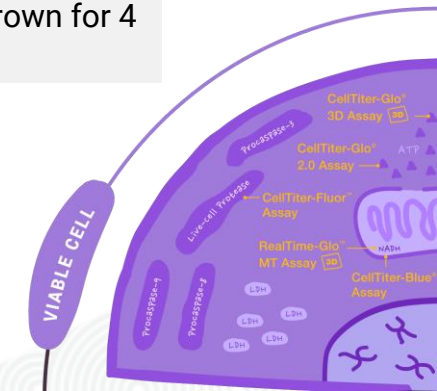 rown for 4
CellTiter-Glo®
3D Assay 3D
Procaspase-3
ATP
CellTiter-Glo®
2.0 Assay
Live-cell Protease
CellTiter-Fluor™
Assay
VIABLE CELL
RealTime-Glo™
MT Assay 3D
NADH
CellTiter-Blue®
Assay
Procaspase-9
Procaspase-8
LDH
LDH
LDH
LDH
LDH